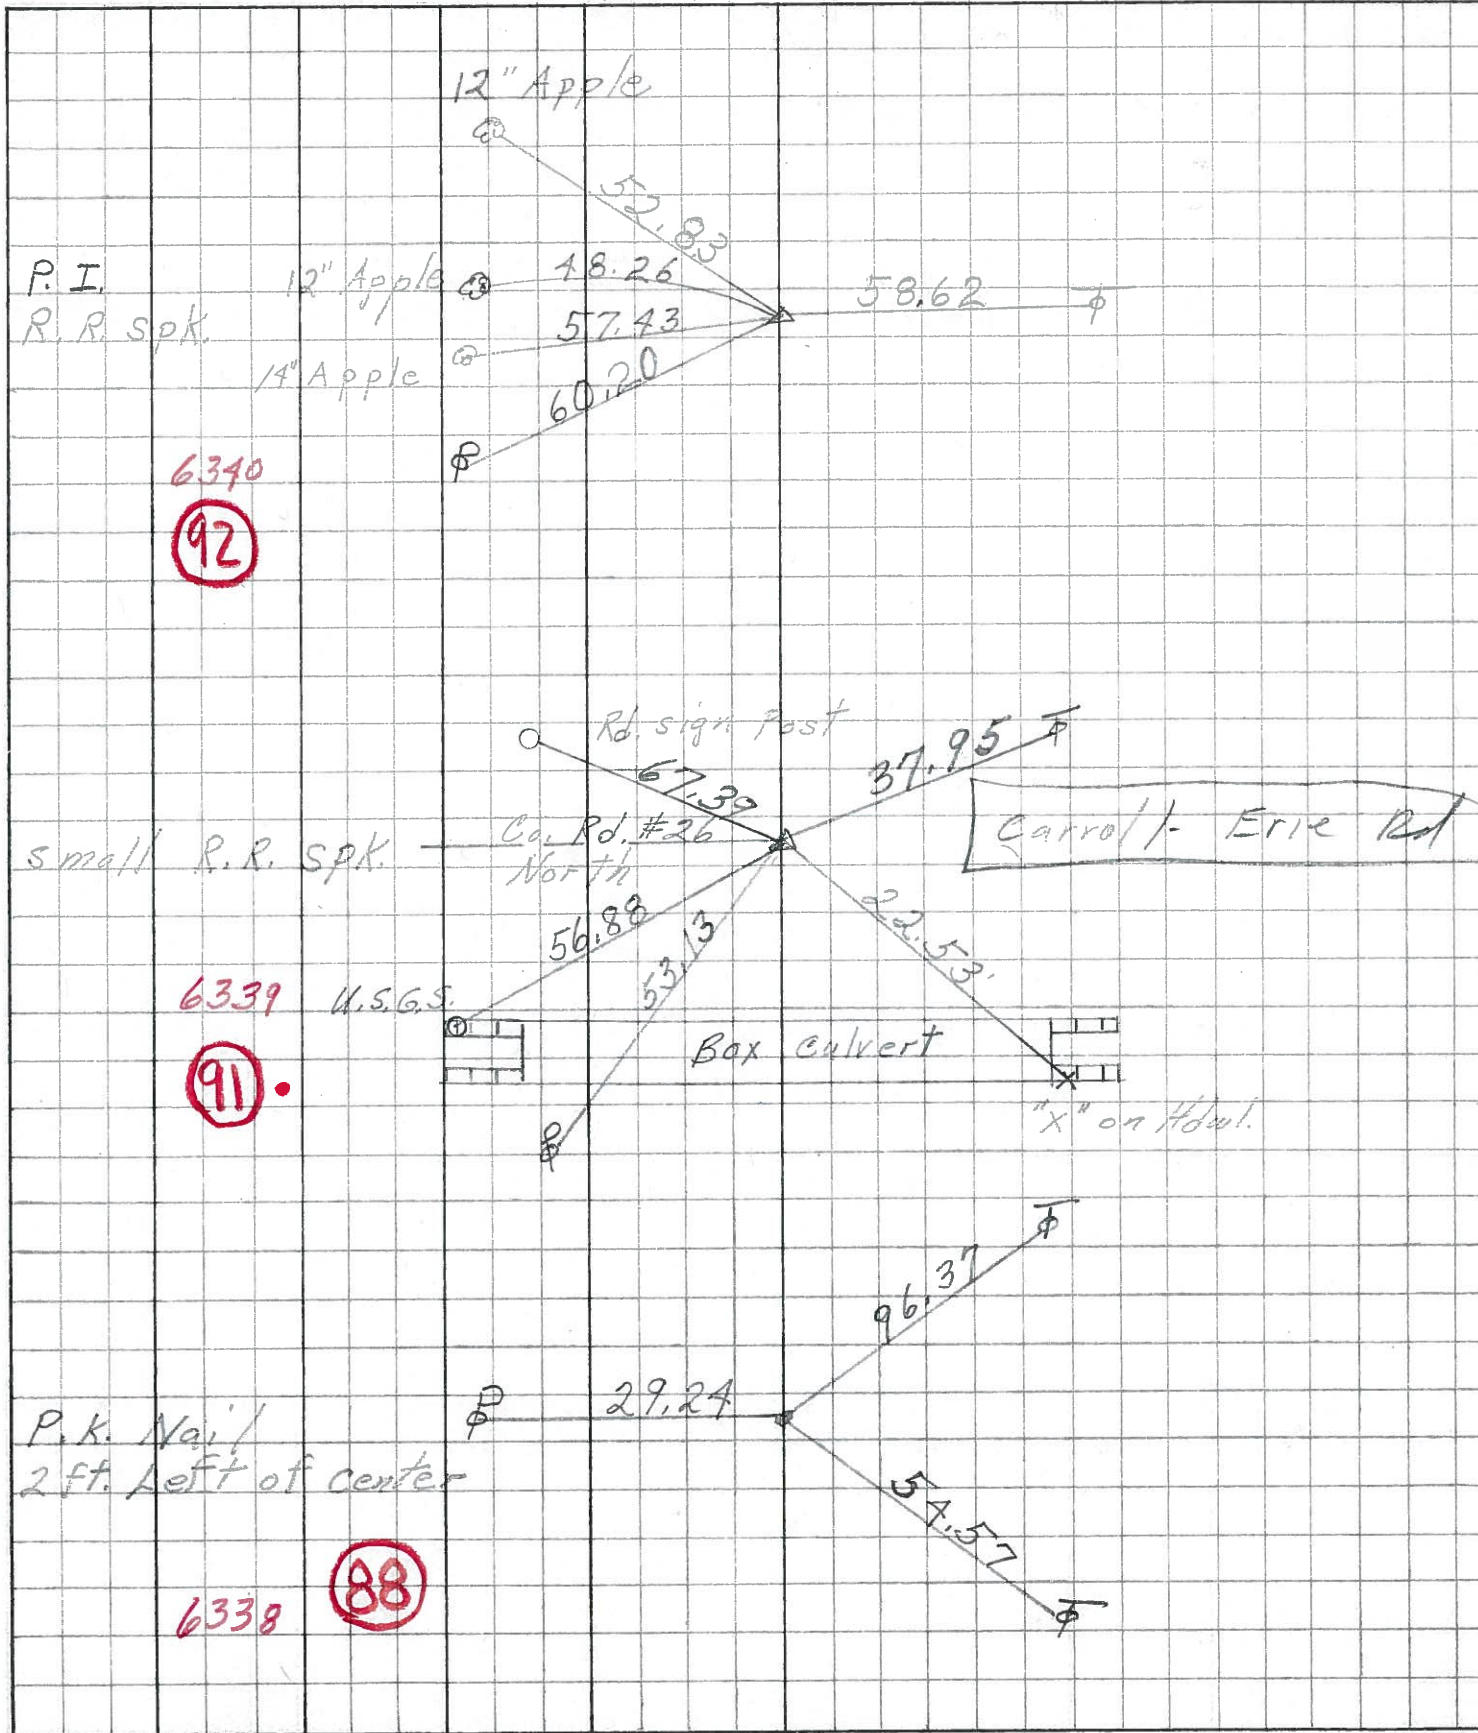 12" Apple
52.83
P.I.
12" Apple
48.26
58.62
R.R. spk.
57.43
14" Apple
60.20
6340
92
Rd. sign Post
37.95
67.39
Co. Rd. #26
Carroll - Erie Rd
small R.R. spk.
North
56.88
53.13
22.53
6339
U.S.G.S.
Box Culvert
91
"X" on Hdwl.
96.37
29.24
P.K. Nail
2 ft. Left of center
54.57
88
6338